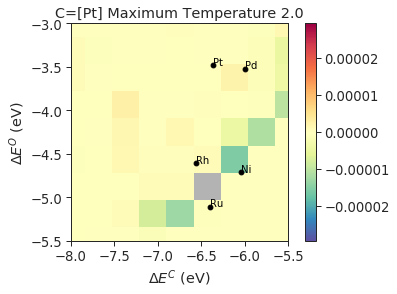 C=[Pt] Maximum Temperature 2.0
−3.0
−3.5
−4.0
−4.5
−5.0
−5.5
ΔE^O (eV)
Pt
Pd
Rh
Ni
Ru
−8.0 −7.5 −7.0 −6.5 −6.0 −5.5
ΔE^C (eV)
0.00002
0.00001
0.00000
−0.00001
−0.00002